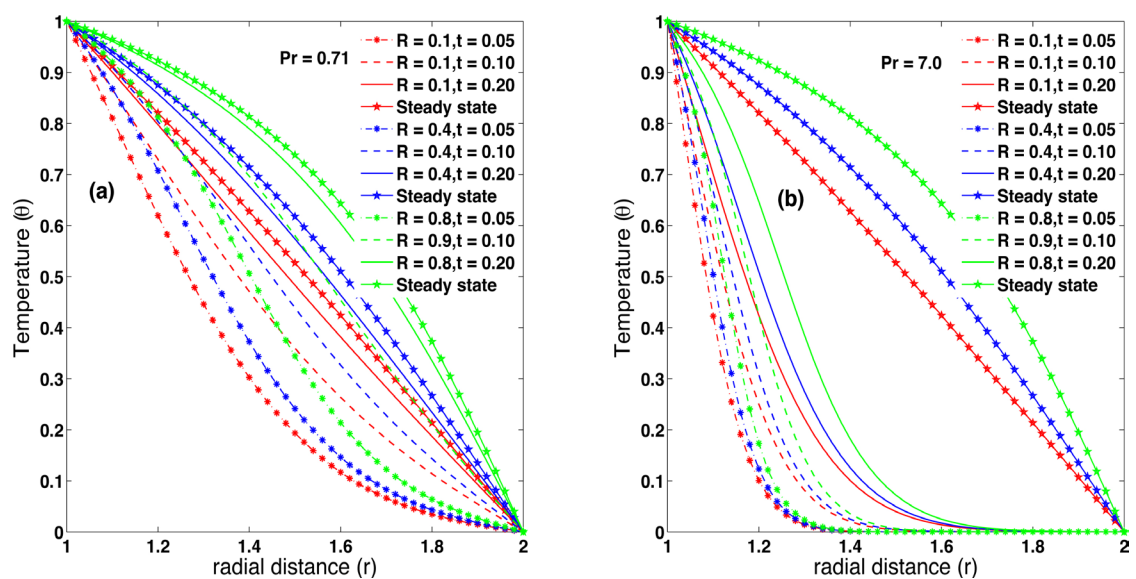 Pr = 0.71
R = 0.1,t = 0.05
R = 0.1,t = 0.10
R = 0.1,t = 0.20
Steady state
R = 0.4,t = 0.05
R = 0.4,t = 0.10
R = 0.4,t = 0.20
Steady state
R = 0.8,t = 0.05
R = 0.9,t = 0.10
R = 0.8,t = 0.20
Steady state
(a)
Temperature (θ)
1
0.9
0.8
0.7
0.6
0.5
0.4
0.3
0.2
0.1
0
1 1.2 1.4 1.6 1.8 2
radial distance (r)
Pr = 7.0
R = 0.1,t = 0.05
R = 0.1,t = 0.10
R = 0.1,t = 0.20
Steady state
R = 0.4,t = 0.05
R = 0.4,t = 0.10
R = 0.4,t = 0.20
Steady state
R = 0.8,t = 0.05
R = 0.9,t = 0.10
R = 0.8,t = 0.20
Steady state
(b)
Temperature (θ)
1
0.9
0.8
0.7
0.6
0.5
0.4
0.3
0.2
0.1
0
1 1.2 1.4 1.6 1.8 2
radial distance (r)